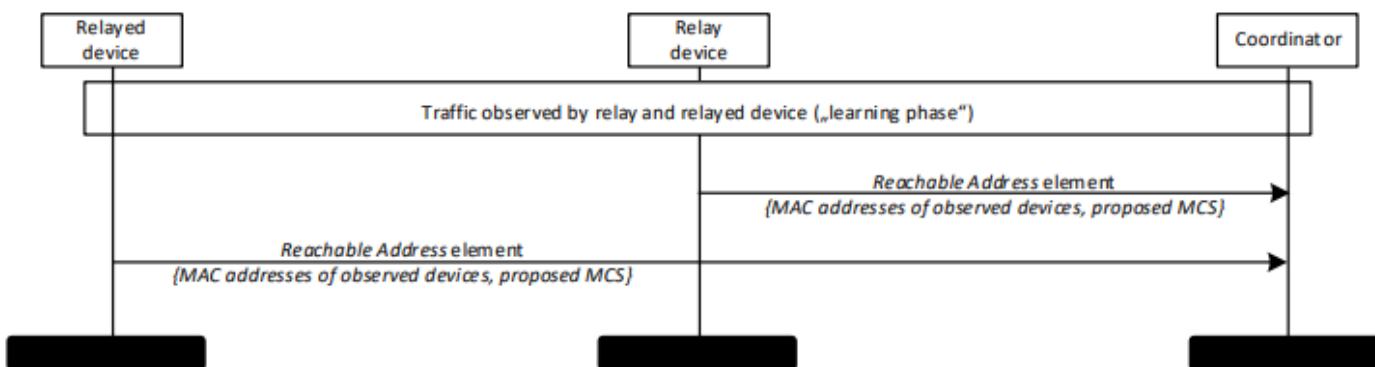 Relayed
device
Relay
device
Coordinator
Traffic observed by relay and relayed device („learning phase“)
Reachable Address element
{MAC addresses of observed devices, proposed MCS}
Reachable Address element
{MAC addresses of observed devices, proposed MCS}